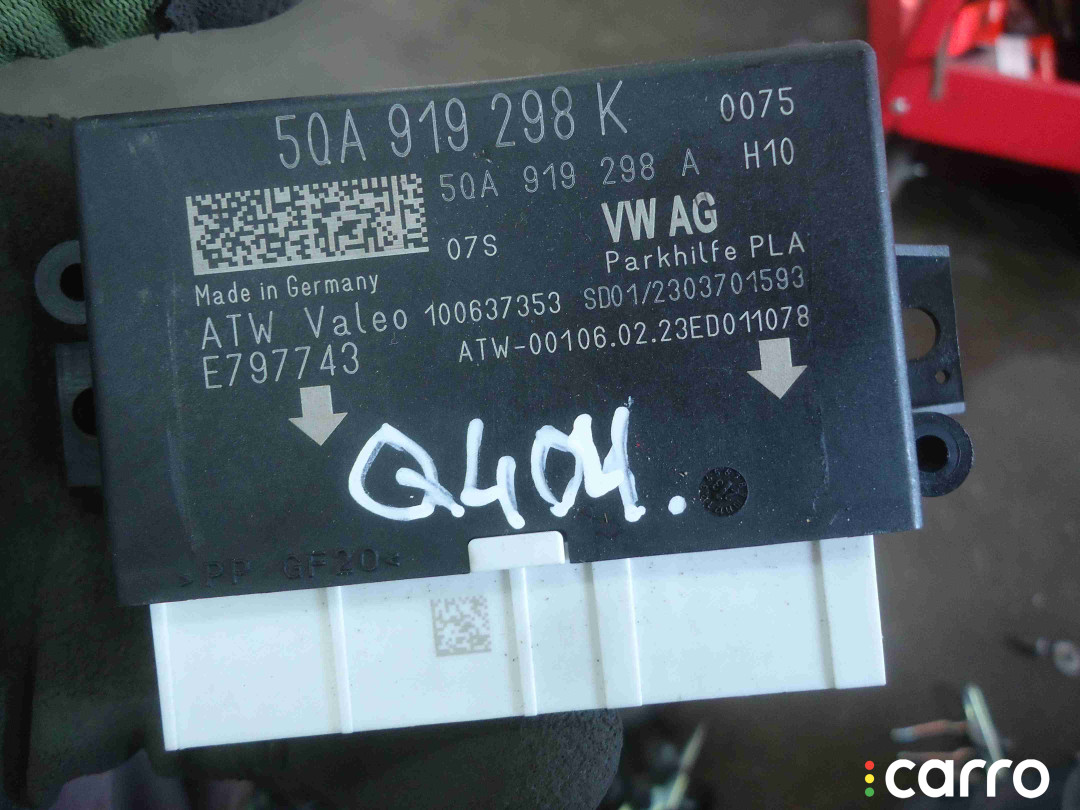 5QA 919 298 K 0075
5QA 919 298 A H10
07S VW AG
Parkhilfe PLA
Made in Germany
ATW Valeo 100637353 SD01/2303701593
E797743 ATW-00106.02.23ED011078
Q404.
>PP GF20<
carro